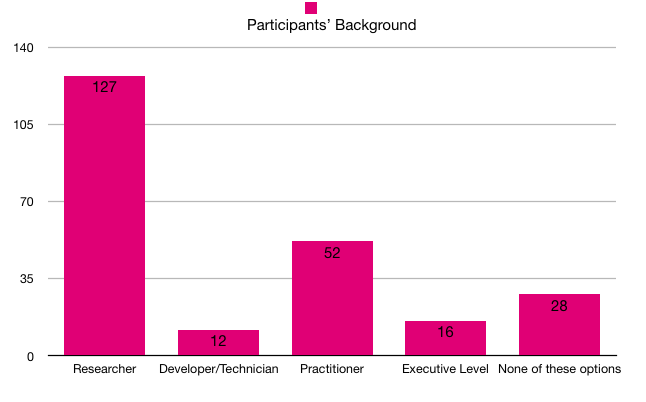 Participants’ Background
140
105
70
35
0
127
12
52
16
28
Researcher
Developer/Technician
Practitioner
Executive Level
None of these options